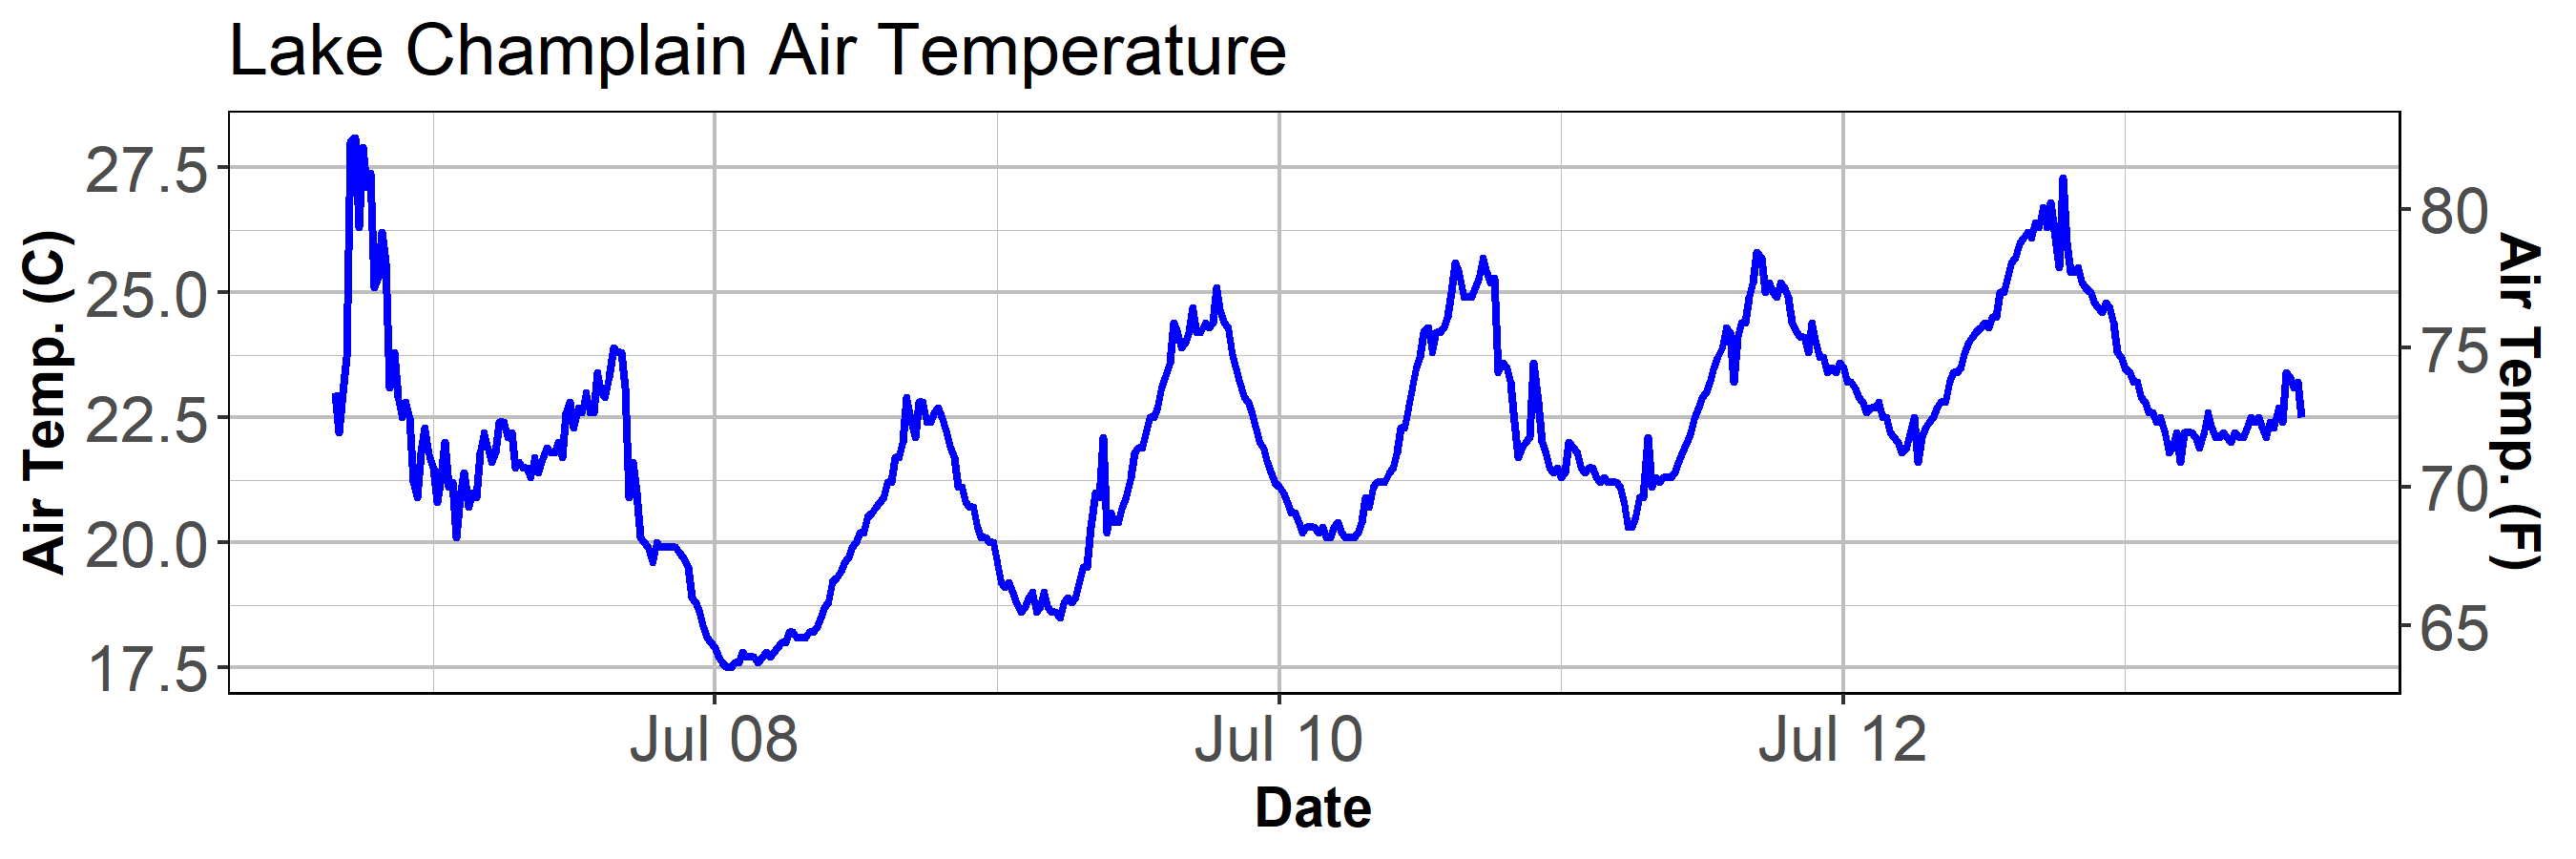 Lake Champlain Air Temperature
Air Temp. (C)
27.5
25.0
22.5
20.0
17.5
80
75
70
65
Air Temp. (F)
Jul 08
Jul 10
Jul 12
Date